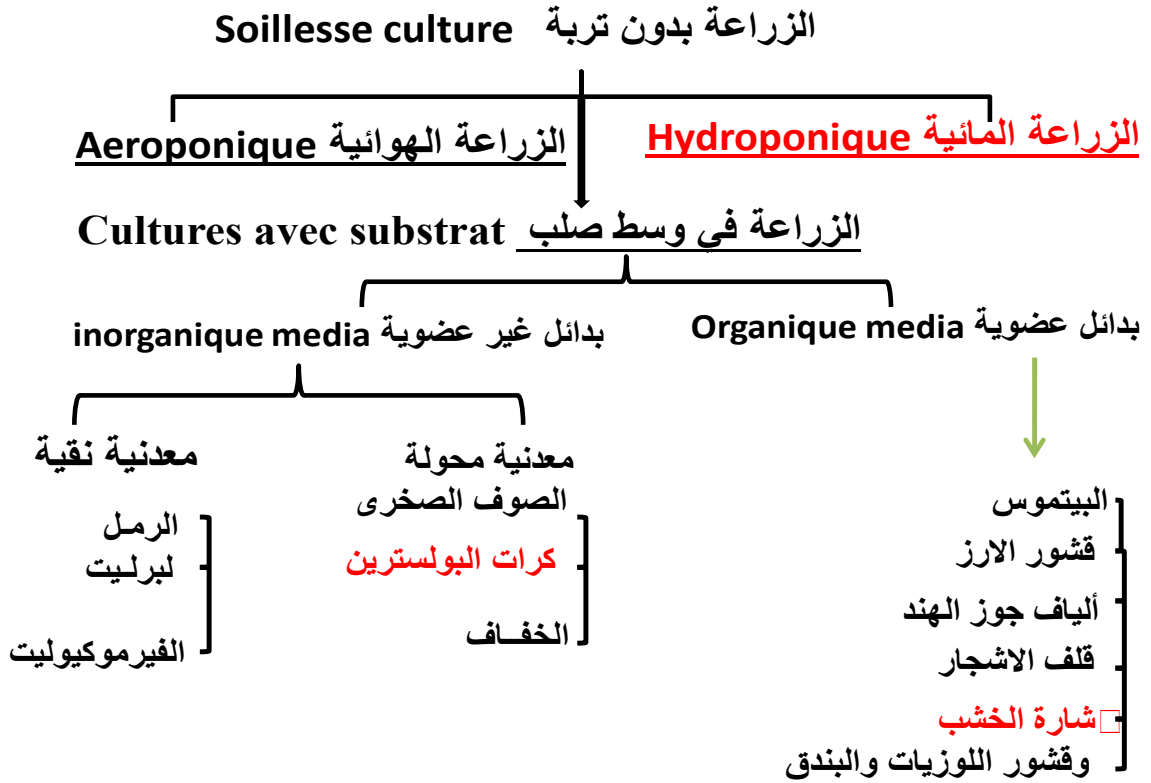 الزراعة بدون تربة Soillesse culture
الزراعة المائية Hydroponique
الزراعة الهوائية Aeroponique
الزراعة في وسط صلب Cultures avec substrat
بدائل عضوية Organique media
بدائل غير عضوية inorganique media
معدنية محولة
معدنية نقية
البيتموس
قشور الارز
ألياف جوز الهند
قلف الاشجار
شارة الخشب
وقشور اللوزيات والبندق
الصوف الصخرى
كرات البولسترين
الخفــاف
الرمـل
لبرلـيت
الفيرموكيوليت